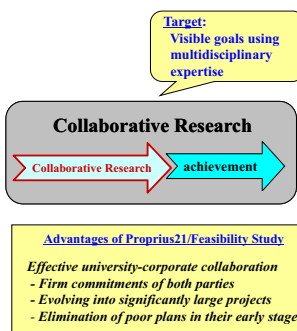 Target:
Visible goals using
multidisciplinary
expertise
Collaborative Research
Collaborative Research
achievement
Advantages of Proprius21/Feasibility Study
Effective university-corporate collaboration
- Firm commitments of both parties
- Evolving into significantly large projects
- Elimination of poor plans in their early stage